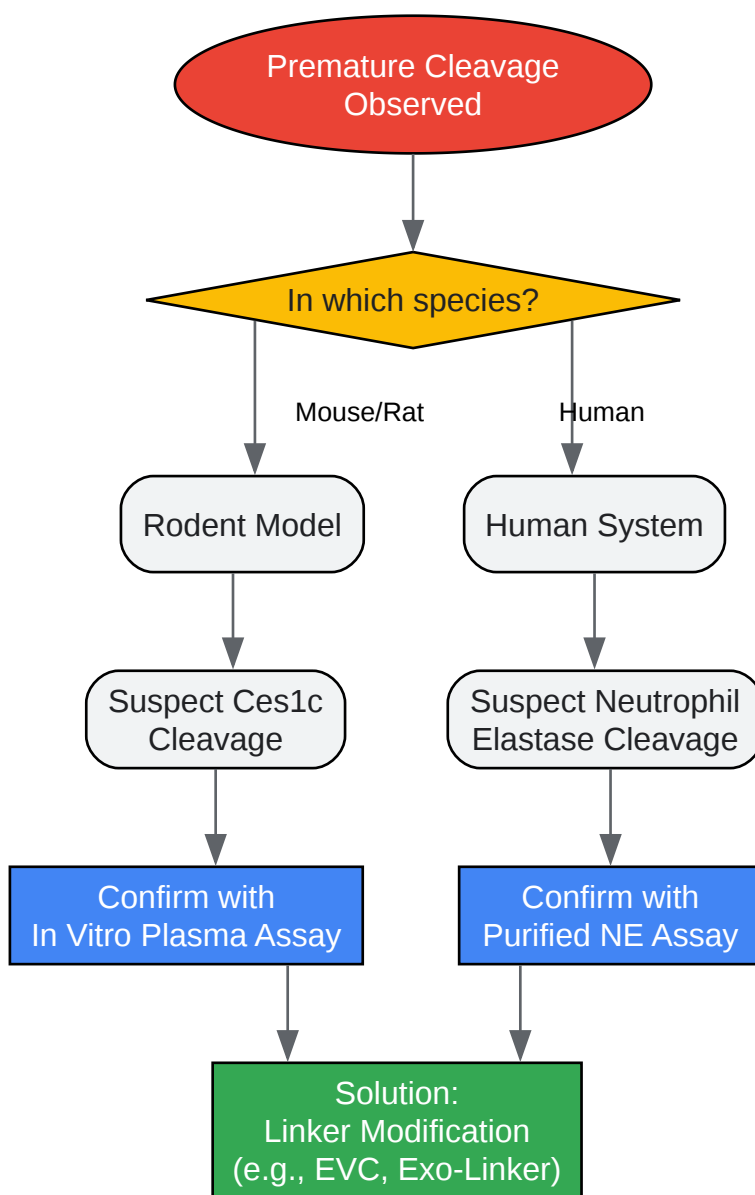 Premature Cleavage
Observed
In which species?
Mouse/Rat
Human
Rodent Model
Human System
Suspect Ces1c
Cleavage
Suspect Neutrophil
Elastase Cleavage
Confirm with
In Vitro Plasma Assay
Confirm with
Purified NE Assay
Solution:
Linker Modification
(e.g., EVC, Exo-Linker)